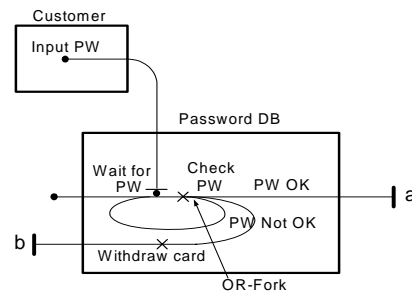 Customer
Input PW
Password DB
Wait for
PW
Check
PW
PW OK
a
PW Not OK
b
Withdraw card
OR-Fork